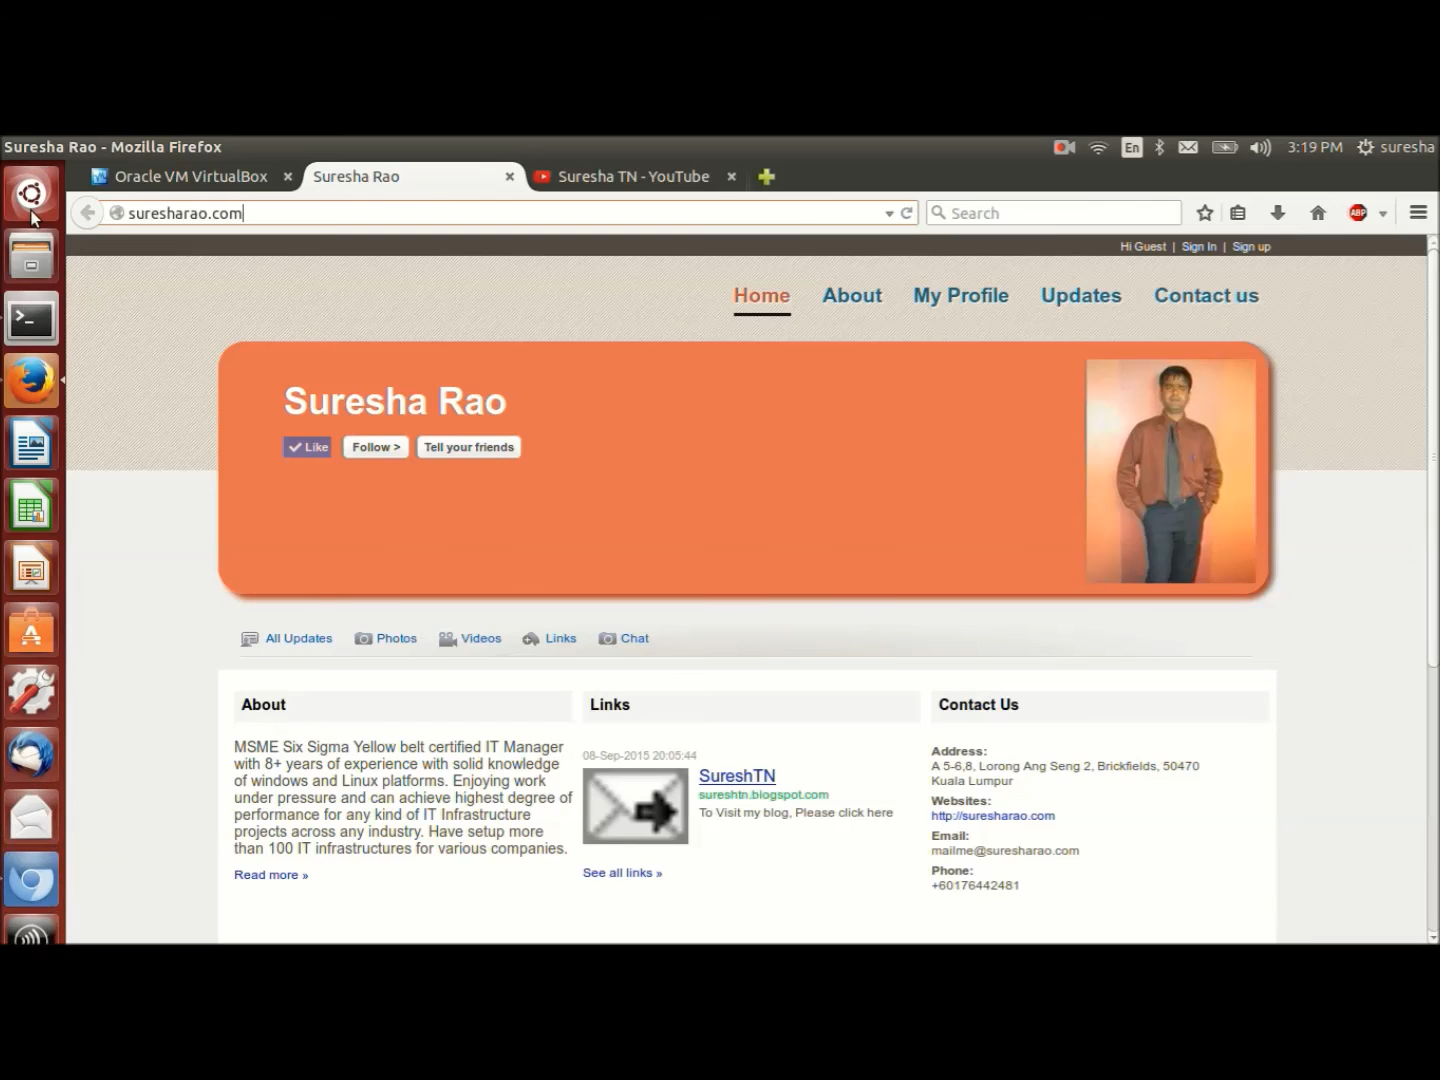 Suresha Rao - Mozilla Firefox
En
3:19 PM
suresha
Oracle VM VirtualBox
Suresha Rao
Suresha TN - YouTube
suresharao.com
Search
ABP
Hi Guest | Sign In | Sign up
Home
About
My Profile
Updates
Contact us
Suresha Rao
Like
Follow >
Tell your friends
All Updates
Photos
Videos
Links
Chat
About
MSME Six Sigma Yellow belt certified IT Manager
with 8+ years of experience with solid knowledge
of windows and Linux platforms. Enjoying work
under pressure and can achieve highest degree of
performance for any kind of IT Infrastructure
projects across any industry. Have setup more
than 100 IT infrastructures for various companies.
Read more »
Links
08-Sep-2015 20:05:44
SureshTN
sureshtn.blogspot.com
To Visit my blog, Please click here
See all links »
Contact Us
Address:
A 5-6,8, Lorong Ang Seng 2, Brickfields, 50470
Kuala Lumpur
Websites:
http://suresharao.com
Email:
mailme@suresharao.com
Phone:
+60176442481